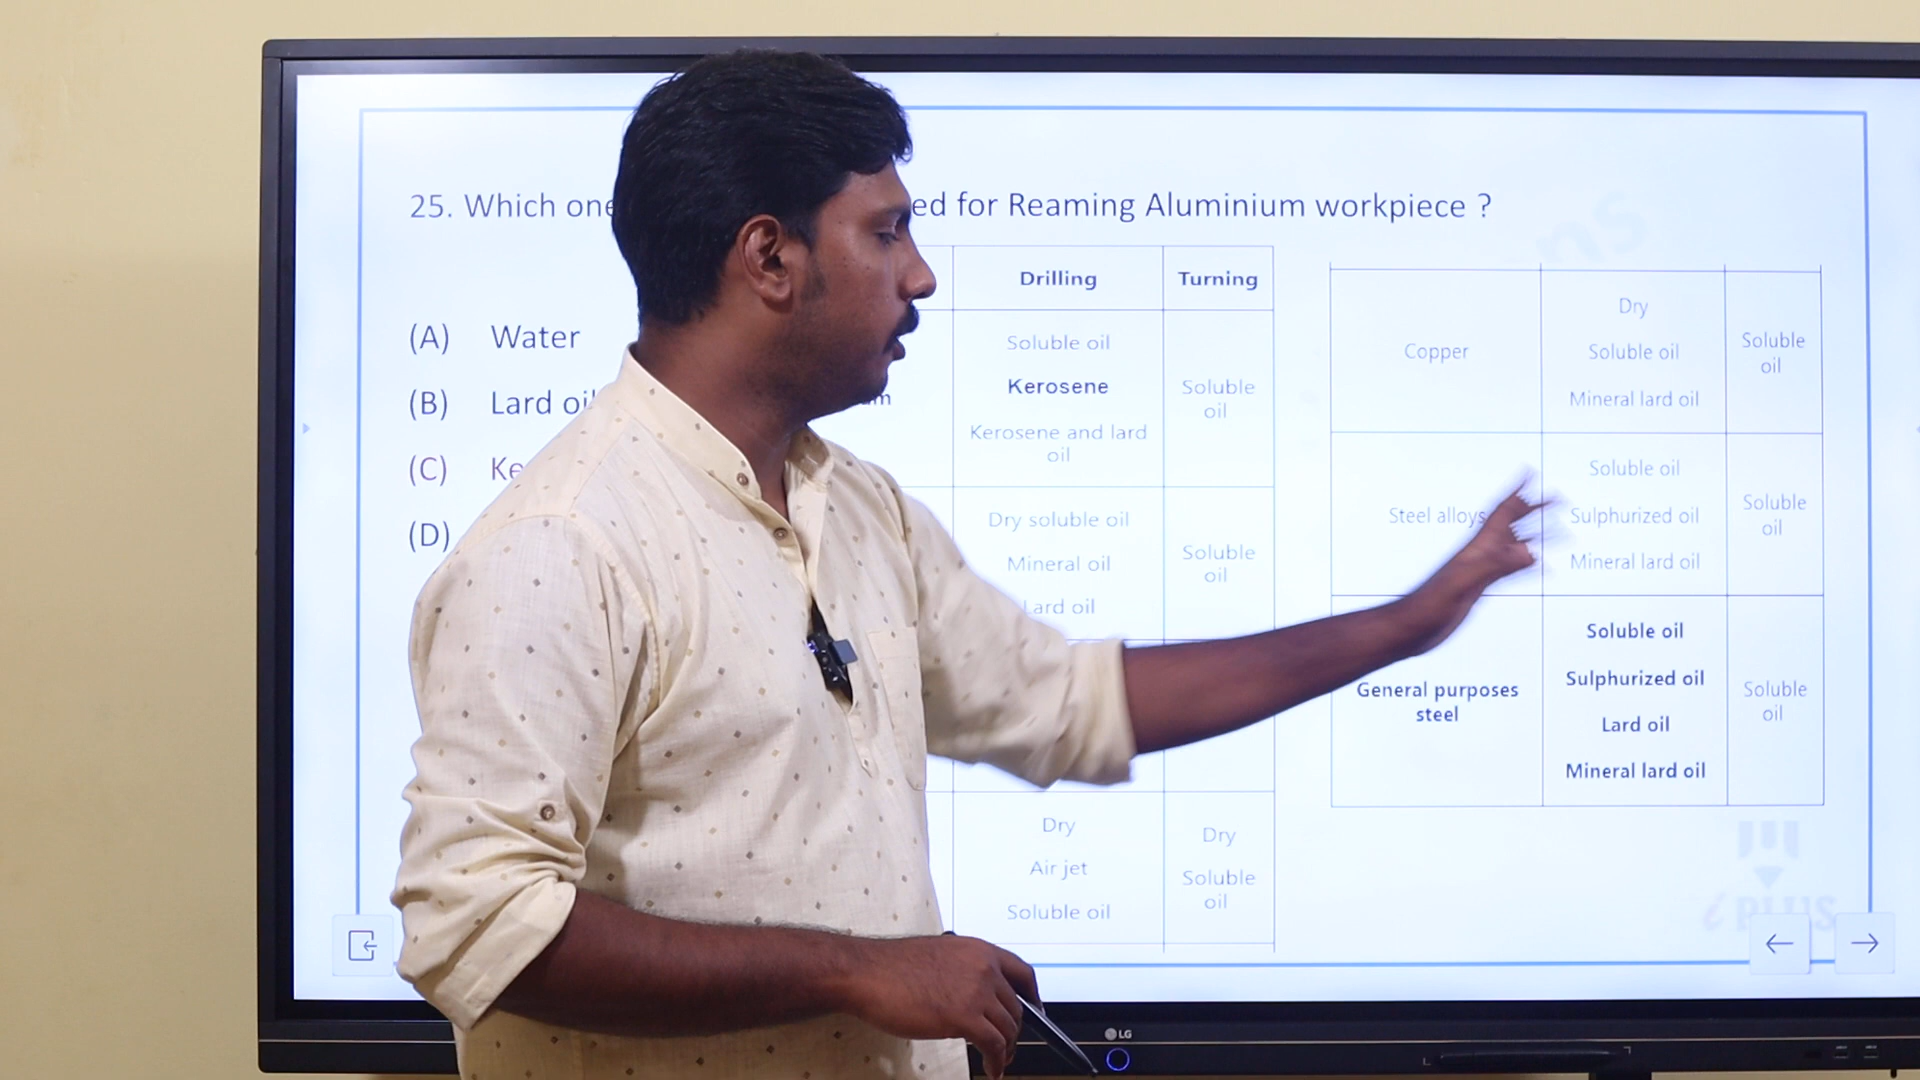 25. Which one ed for Reaming Aluminium workpiece ?
(A) Water
(B) Lard oil
(C) Ke
(D)
Drilling Turning
Soluble oil
Kerosene
Kerosene and lard
oil
Soluble
oil
Dry soluble oil
Mineral oil
Lard oil
Soluble
oil
Dry
Air jet
Soluble oil
Dry
Soluble
oil
Copper
Dry
Soluble oil
Mineral lard oil
Soluble
oil
Steel alloys
Soluble oil
Sulphurized oil
Mineral lard oil
Soluble
oil
General purposes
steel
Soluble oil
Sulphurized oil
Lard oil
Mineral lard oil
Soluble
oil
i PLUS
LG